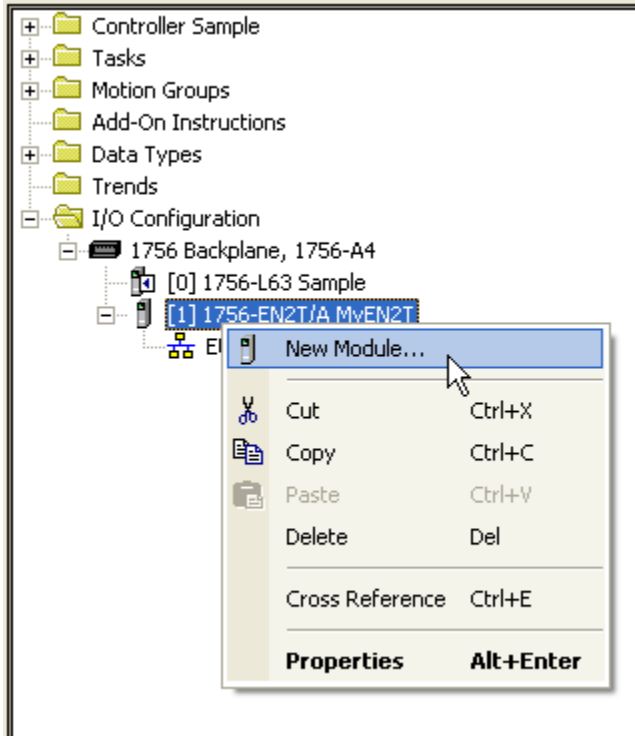 Controller Sample
Tasks
Motion Groups
Add-On Instructions
Data Types
Trends
I/O Configuration
1756 Backplane, 1756-A4
[0] 1756-L63 Sample
[1] 1756-EN2T/A MyEN2T
New Module...
Cut Ctrl+X
Copy Ctrl+C
Paste Ctrl+V
Delete Del
Cross Reference Ctrl+E
Properties Alt+Enter